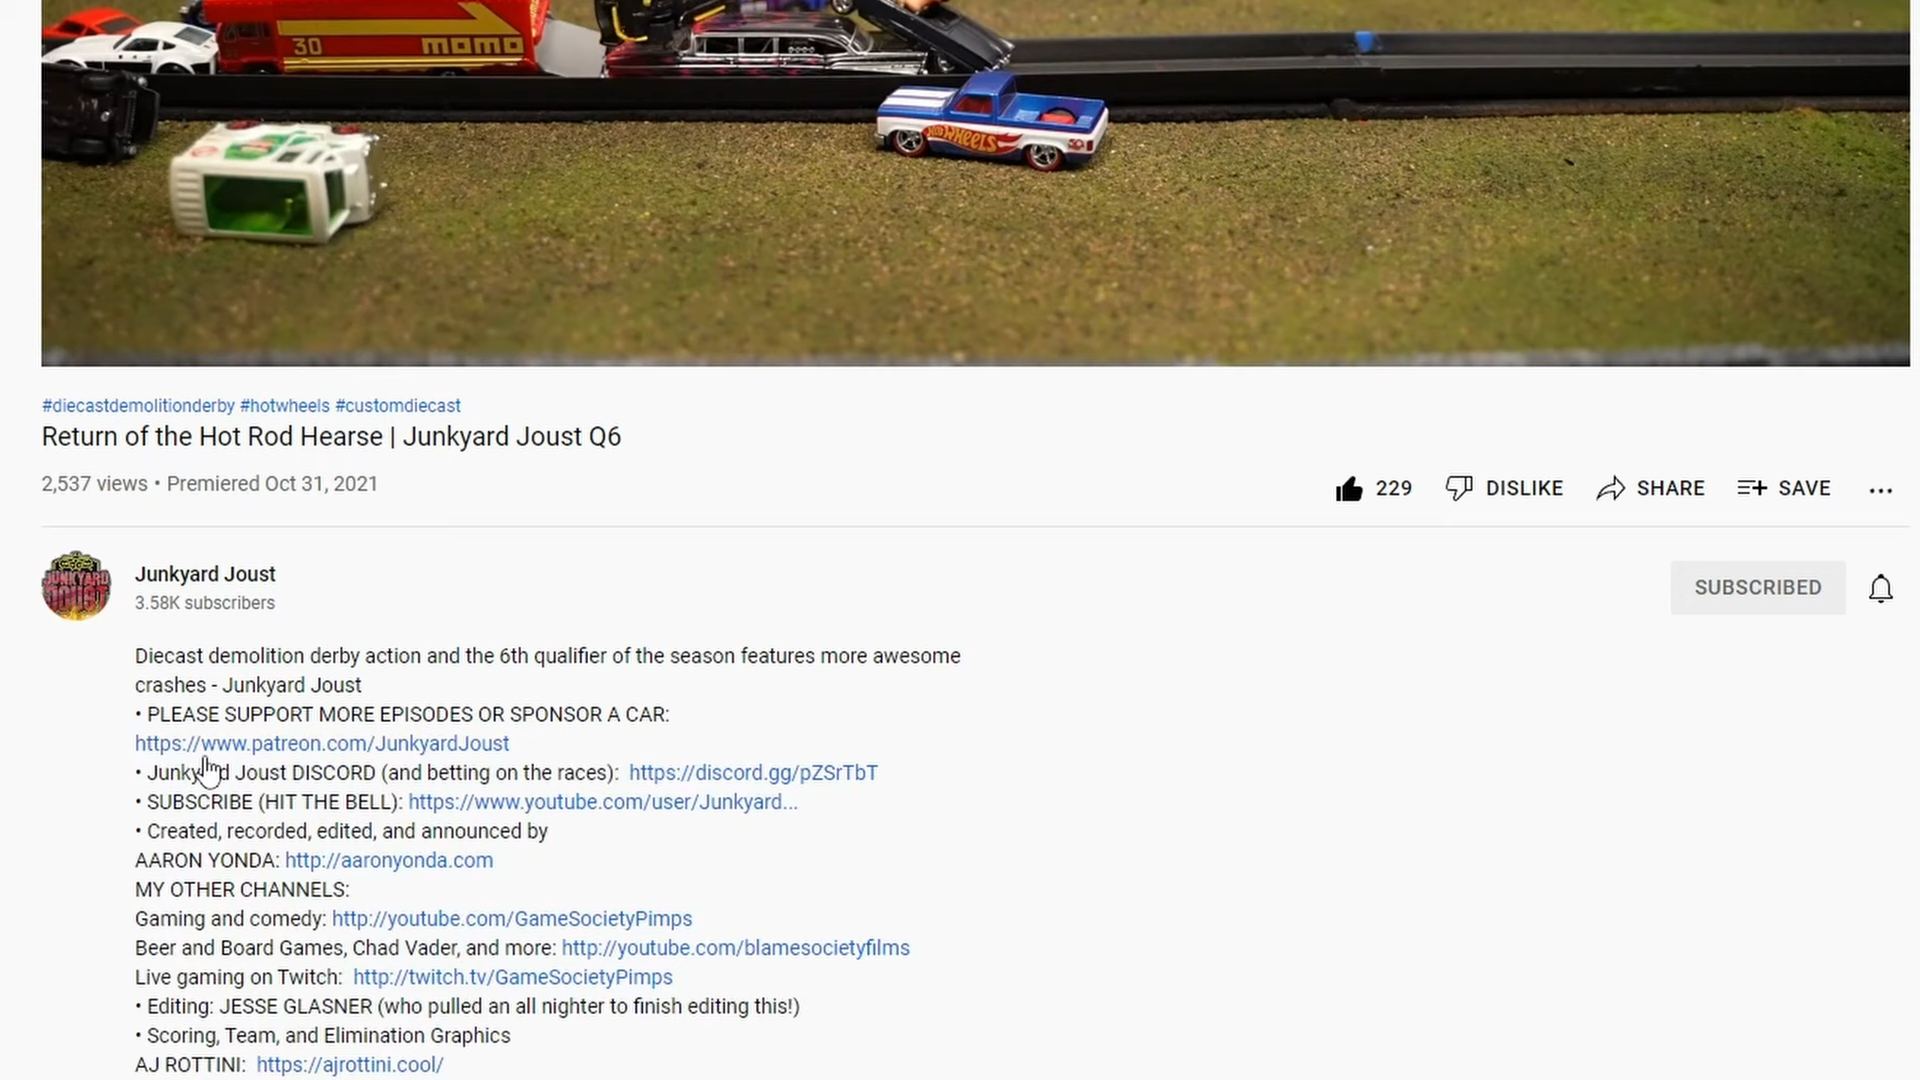 30 momo
HOT WHEELS
#diecastdemolitionderby #hotwheels #customdiecast
Return of the Hot Rod Hearse | Junkyard Joust Q6
2,537 views • Premiered Oct 31, 2021
229 DISLIKE SHARE SAVE
JUNKYARD
JOUST
Junkyard Joust
3.58K subscribers
SUBSCRIBED
Diecast demolition derby action and the 6th qualifier of the season features more awesome
crashes - Junkyard Joust
• PLEASE SUPPORT MORE EPISODES OR SPONSOR A CAR:
https://www.patreon.com/JunkyardJoust
• Junkyard Joust DISCORD (and betting on the races): https://discord.gg/pZSrTbT
• SUBSCRIBE (HIT THE BELL): https://www.youtube.com/user/Junkyard...
• Created, recorded, edited, and announced by
AARON YONDA: http://aaronyonda.com
MY OTHER CHANNELS:
Gaming and comedy: http://youtube.com/GameSocietyPimps
Beer and Board Games, Chad Vader, and more: http://youtube.com/blamesocietyfilms
Live gaming on Twitch: http://twitch.tv/GameSocietyPimps
• Editing: JESSE GLASNER (who pulled an all nighter to finish editing this!)
• Scoring, Team, and Elimination Graphics
AJ ROTTINI: https://ajrottini.cool/